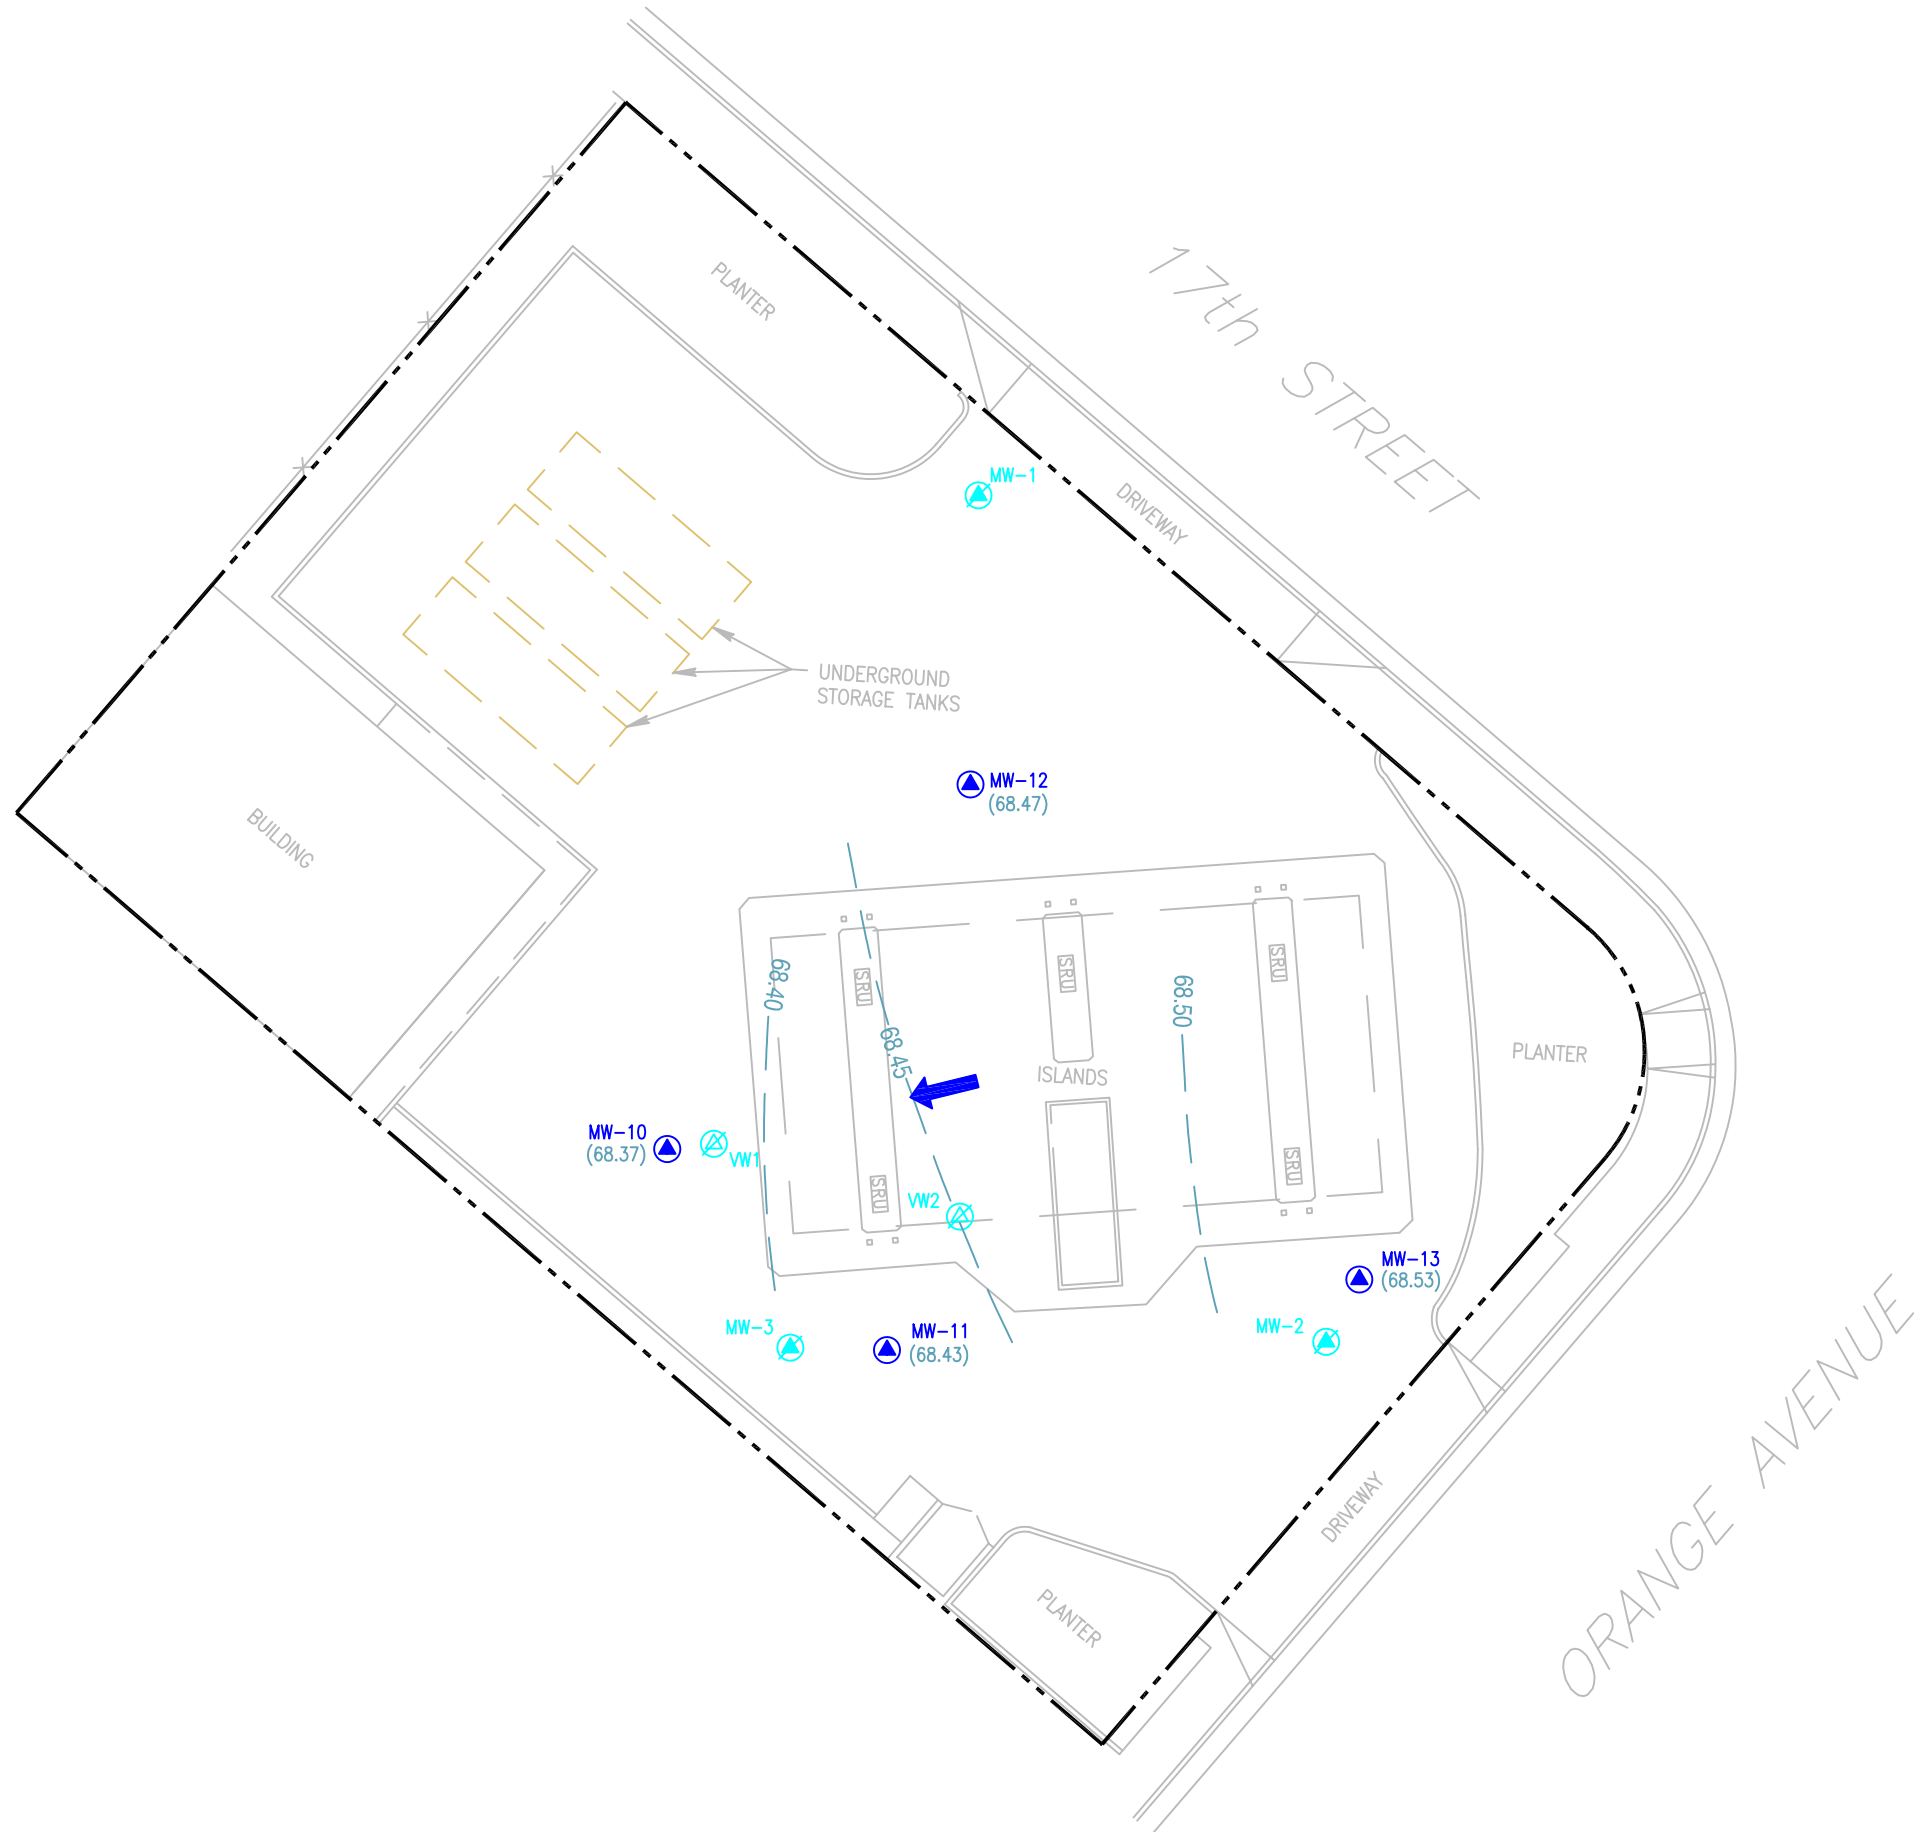 17th STREET
PLANTER
MW-1
DRIVEWAY
UNDERGROUND
STORAGE TANKS
MW-12
(68.47)
BUILDING
SRU
SRU
SRU
68.40
68.50
68.45
PLANTER
ISLANDS
MW-10
(68.37)
VW1
SRU
SRU
VW2
MW-13
(68.53)
MW-3
MW-11
(68.43)
MW-2
ORANGE AVENUE
DRIVEWAY
PLANTER